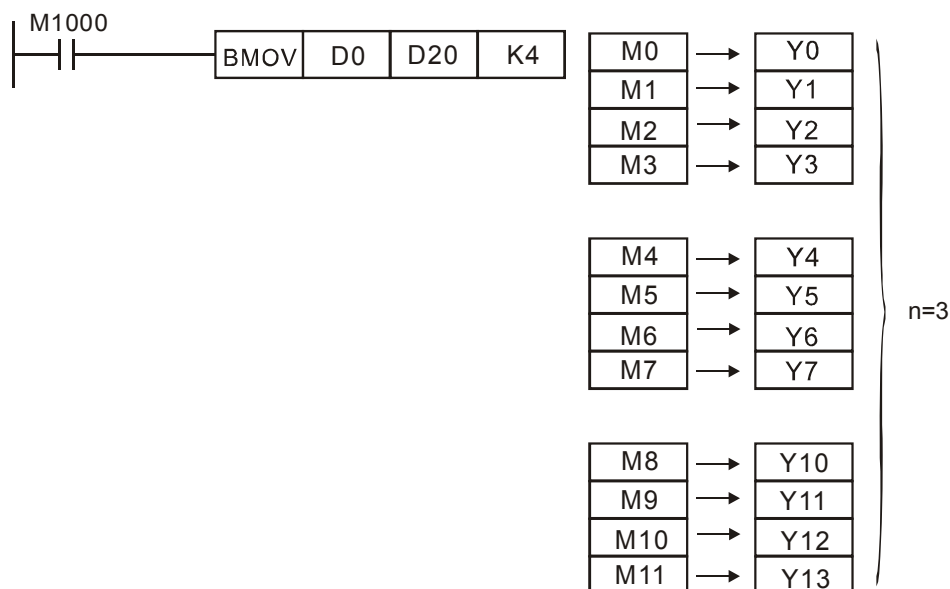 M1000
BMOV D0 D20 K4
M0 Y0
M1 Y1
M2 Y2
M3 Y3
M4 Y4
M5 Y5
M6 Y6
M7 Y7
n=3
M8 Y10
M9 Y11
M10 Y12
M11 Y13